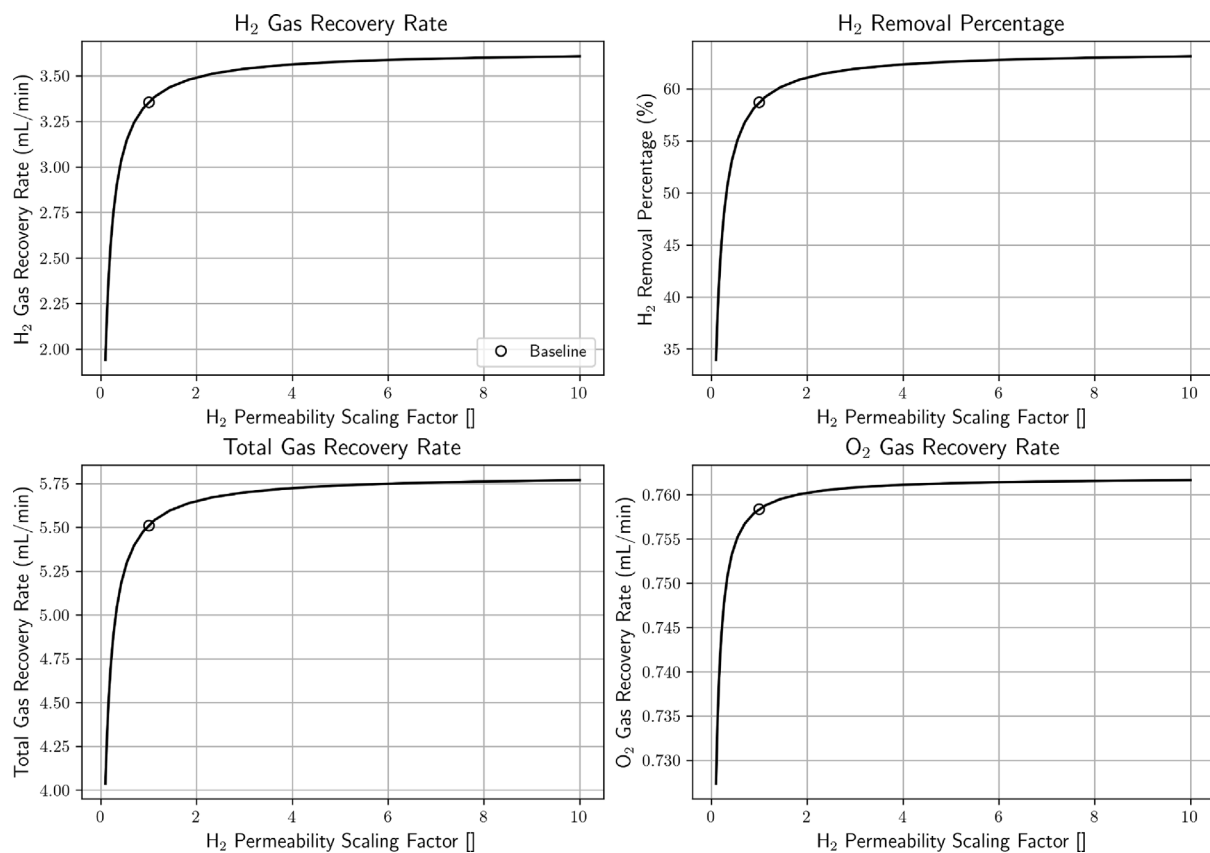 H₂ Gas Recovery Rate
H₂ Gas Recovery Rate (mL/min)
3.50
3.25
3.00
2.75
2.50
2.25
2.00
Baseline
0 2 4 6 8 10
H₂ Permeability Scaling Factor []
H₂ Removal Percentage
H₂ Removal Percentage (%)
60
55
50
45
40
35
0 2 4 6 8 10
H₂ Permeability Scaling Factor []
Total Gas Recovery Rate
Total Gas Recovery Rate (mL/min)
5.75
5.50
5.25
5.00
4.75
4.50
4.25
4.00
0 2 4 6 8 10
H₂ Permeability Scaling Factor []
O₂ Gas Recovery Rate
O₂ Gas Recovery Rate (mL/min)
0.760
0.755
0.750
0.745
0.740
0.735
0.730
0 2 4 6 8 10
H₂ Permeability Scaling Factor []